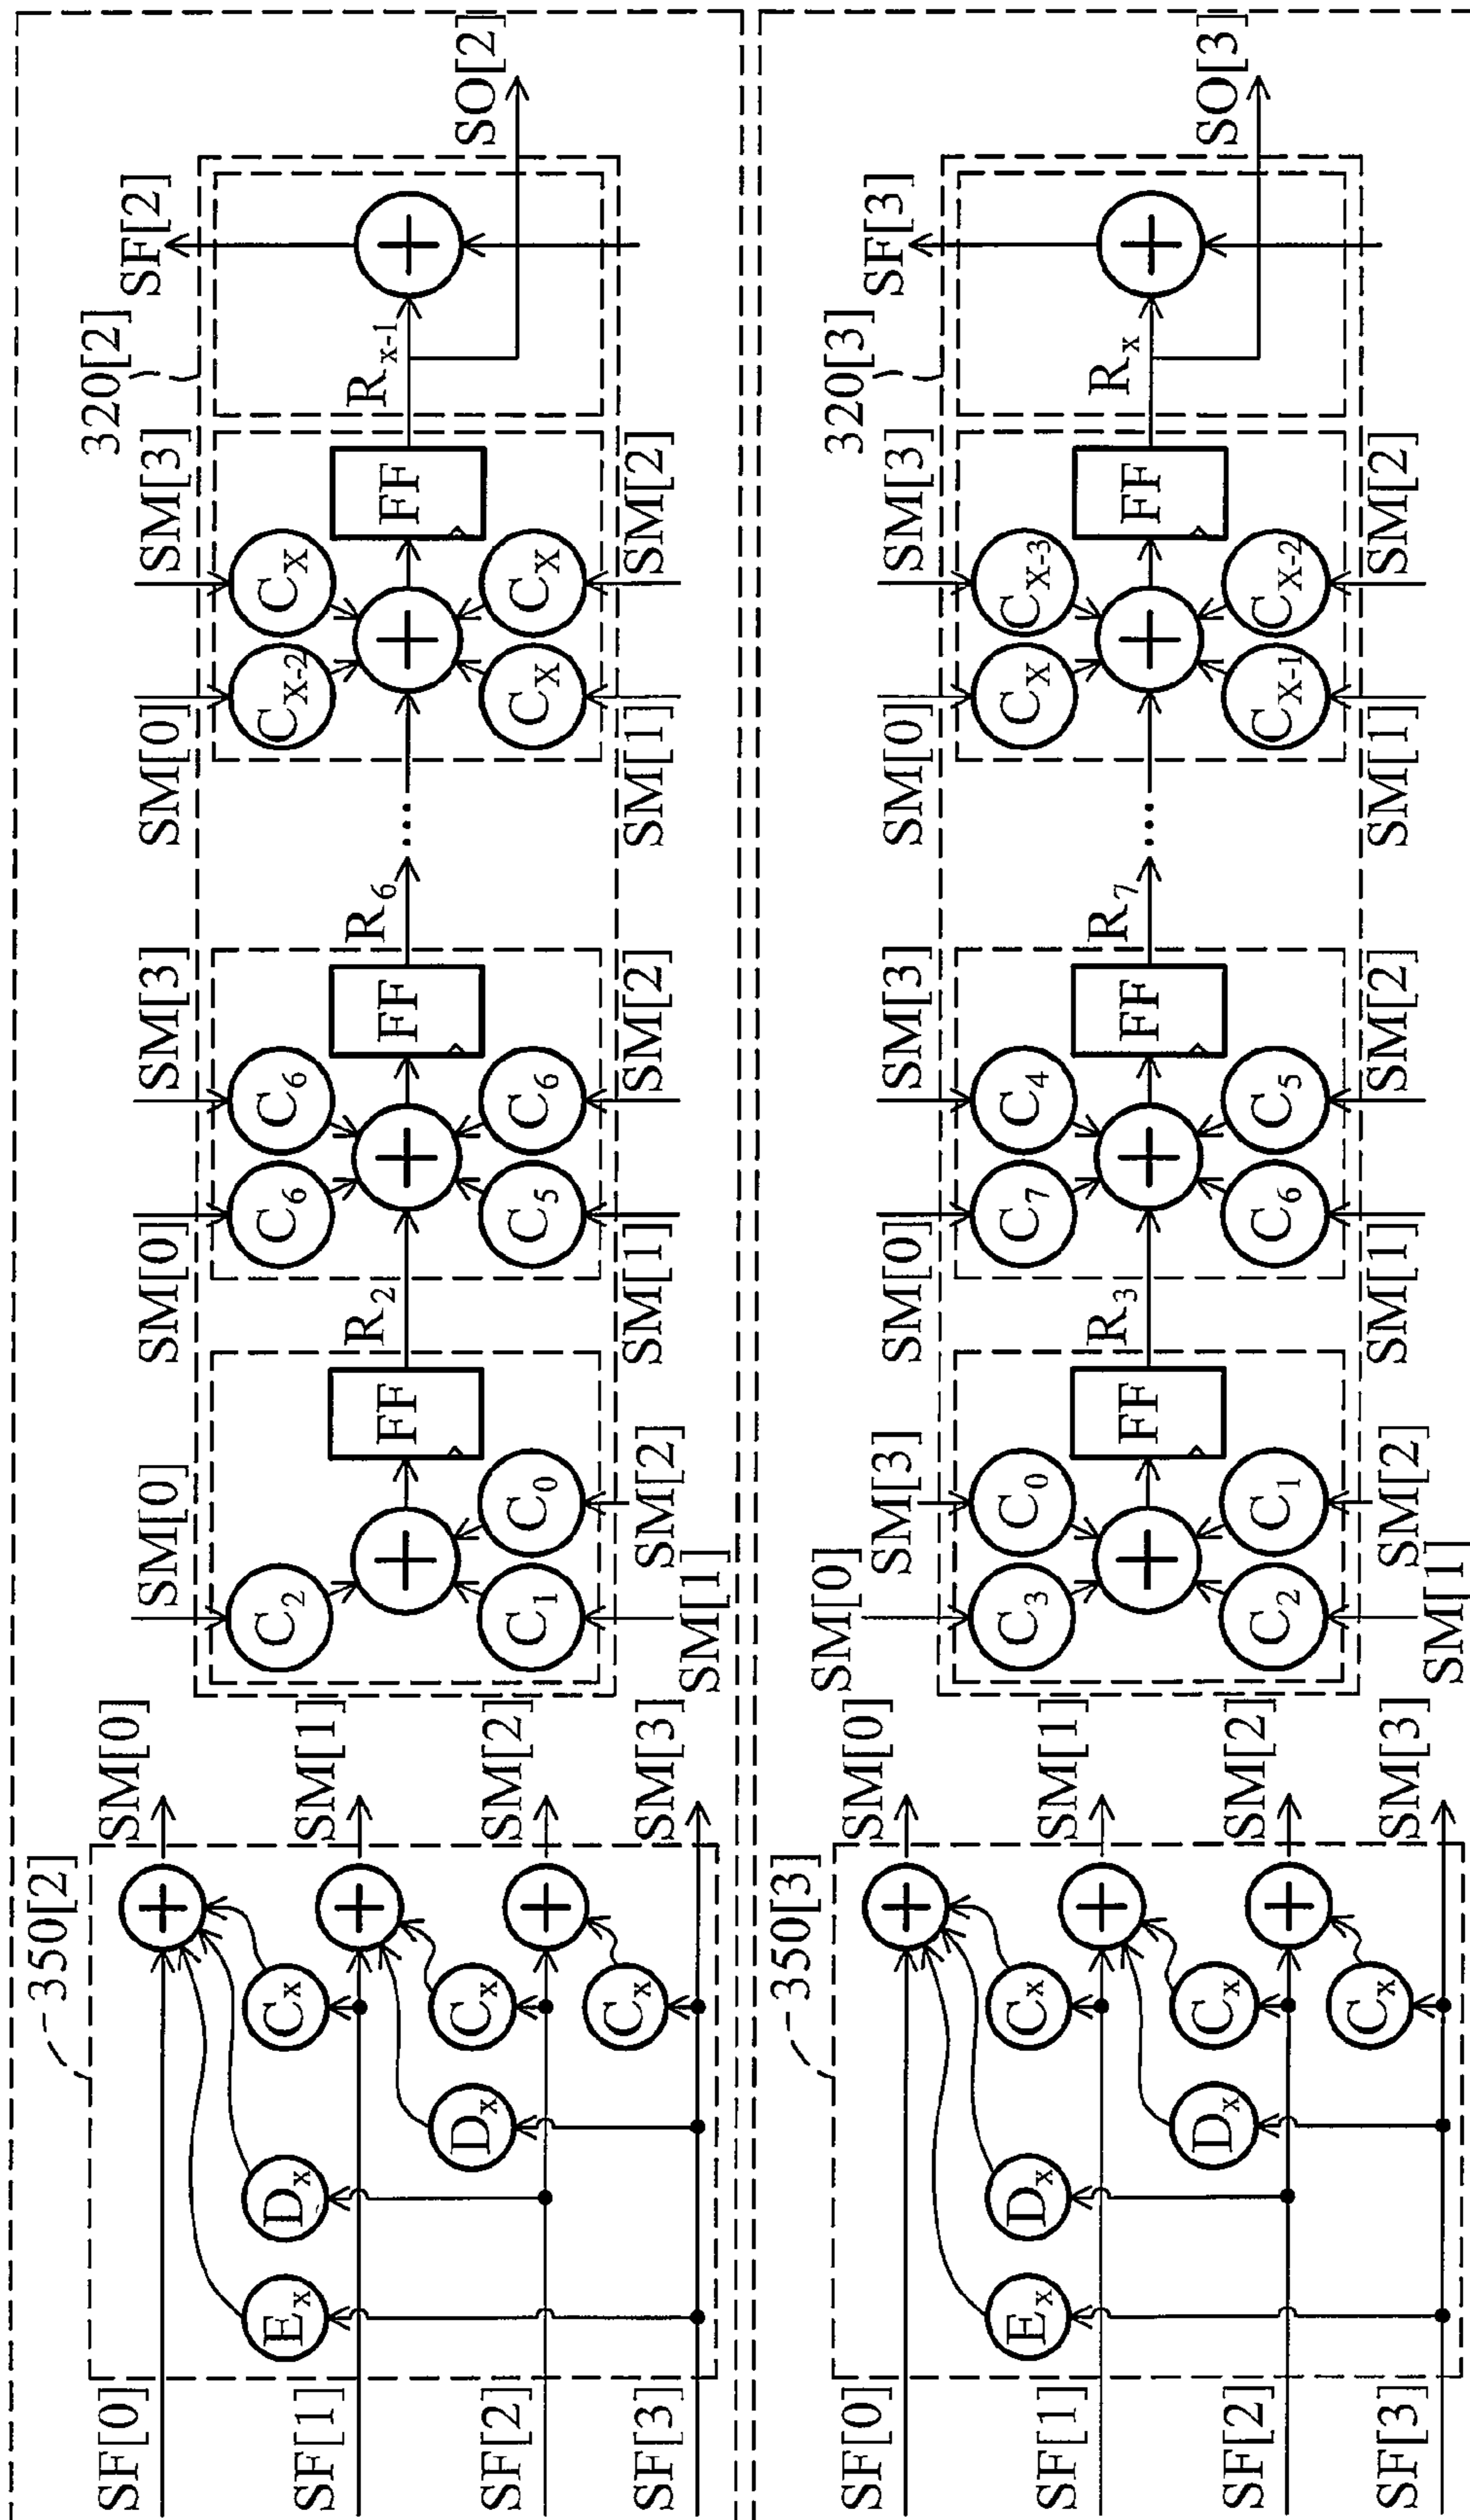 350[2]
SF[0]
SM[0]
SF[1]
SM[1]
SF[2]
SM[2]
SF[3]
SM[3]
E_x
D_x
D_x
C_x
C_x
C_x
+
+
+
320[2]
SM[0]
C_2
C_1
C_0
+
FF
SM[1]
SM[2]
R_2
SM[0]
SM[3]
C_6
C_6
C_5
C_6
+
FF
SM[1]
SM[2]
R_6
...
SM[0]
SM[3]
C_{X-2}
C_X
C_X
C_X
+
FF
SM[1]
SM[2]
R_{x-1}
+
SF[2]
SO[2]
350[3]
SF[0]
SM[0]
SF[1]
SM[1]
SF[2]
SM[2]
SF[3]
SM[3]
E_x
D_x
D_x
C_x
C_x
C_x
+
+
+
320[3]
SM[0]
SM[3]
C_3
C_0
C_2
C_1
+
FF
SM[1]
SM[2]
R_3
SM[0]
SM[3]
C_7
C_4
C_6
C_5
+
FF
SM[1]
SM[2]
R_7
...
SM[0]
SM[3]
C_X
C_{X-3}
C_{X-1}
C_{X-2}
+
FF
SM[1]
SM[2]
R_x
+
SF[3]
SO[3]